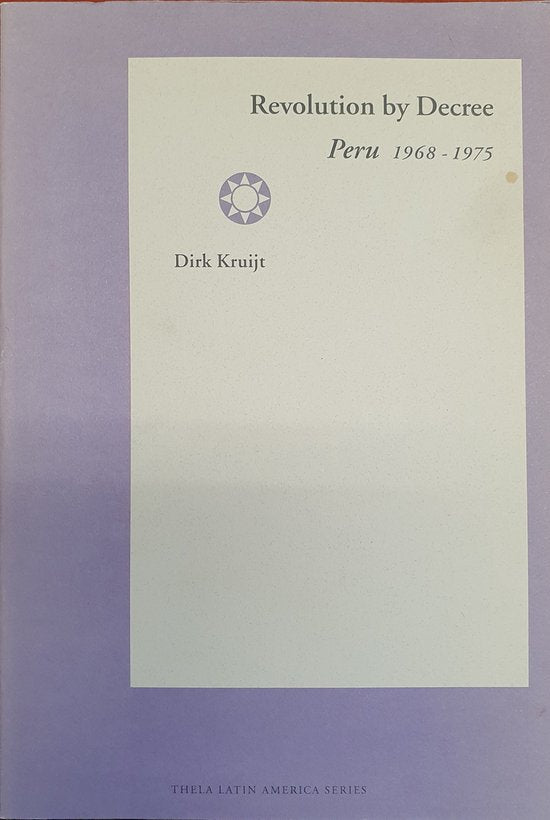 Revolution by Decree
Peru 1968 - 1975
Dirk Kruijt
THELA LATIN AMERICA SERIES